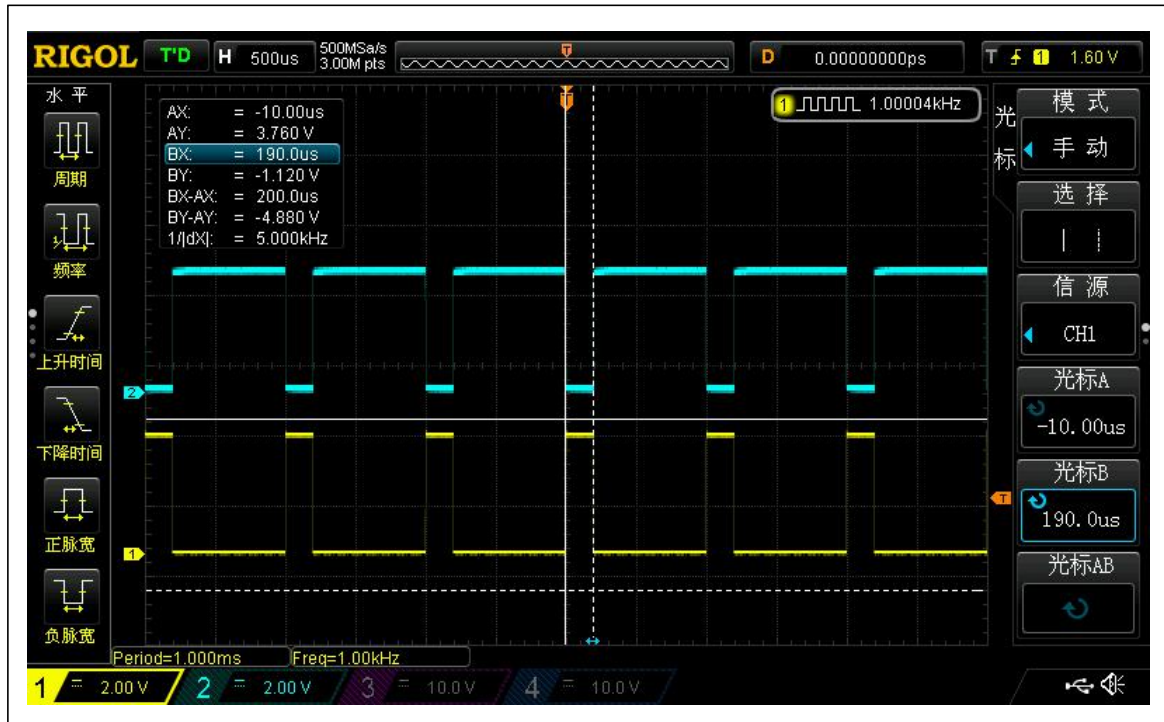 RIGOL T'D H 500us 500MSa/s 3.00M pts T D 0.00000000ps T 1 1.60 V
水平
周期
频率
上升时间
下降时间
正脉宽
负脉宽
AX: = -10.00us
AY: = 3.760 V
BX: = 190.0us
BY: = -1.120 V
BX-AX: = 200.0us
BY-AY: = -4.880 V
1/|dX|: = 5.000kHz
T
1 1.00004kHz
2
1
T
Period=1.000ms Freq=1.00kHz
光标
模式
手动
选择
信源
CH1
光标A
-10.00us
光标B
190.0us
光标AB
1 2.00 V 2 2.00 V 3 10.0 V 4 10.0 V